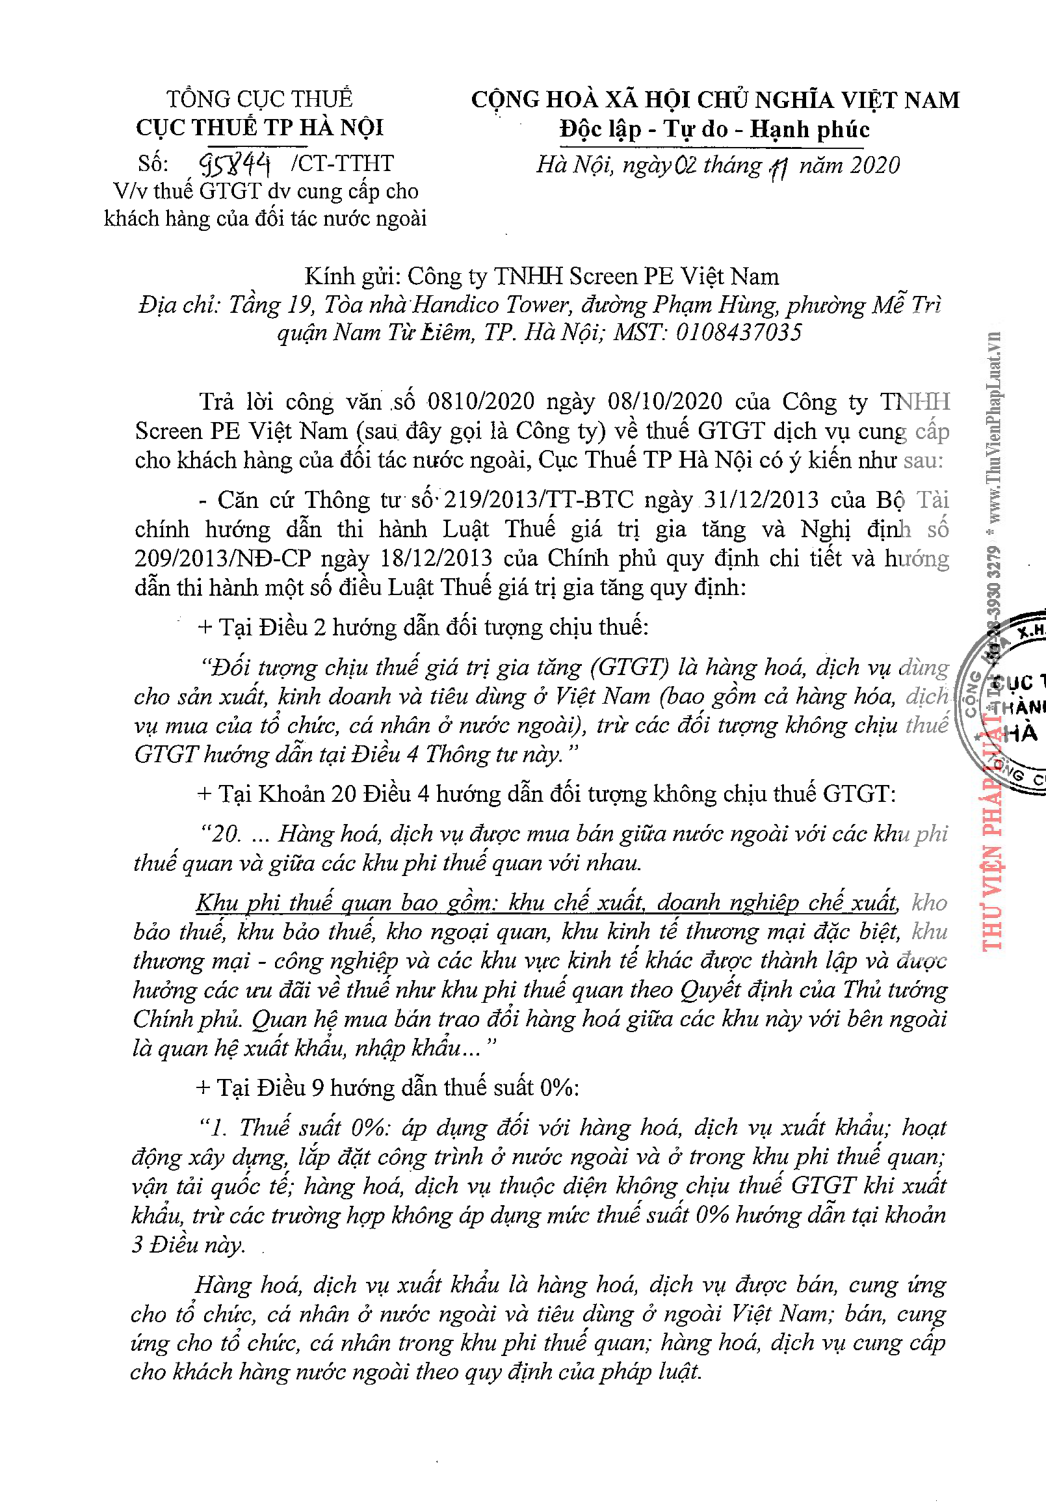 TỔNG CỤC THUẾ
CỤC THUẾ TP HÀ NỘI
Số: 95844 /CT-TTHT
V/v thuế GTGT dv cung cấp cho
khách hàng của đối tác nước ngoài
CỘNG HOÀ XÃ HỘI CHỦ NGHĨA VIỆT NAM
Độc lập - Tự do - Hạnh phúc
Hà Nội, ngày 02 tháng 11 năm 2020
Kính gửi: Công ty TNHH Screen PE Việt Nam
Địa chỉ: Tầng 19, Tòa nhà Handico Tower, đường Phạm Hùng, phường Mễ Trì
quận Nam Từ Liêm, TP. Hà Nội; MST: 0108437035
Trả lời công văn số 0810/2020 ngày 08/10/2020 của Công ty TNHH
Screen PE Việt Nam (sau đây gọi là Công ty) về thuế GTGT dịch vụ cung cấp
cho khách hàng của đối tác nước ngoài, Cục Thuế TP Hà Nội có ý kiến như sau:
- Căn cứ Thông tư số 219/2013/TT-BTC ngày 31/12/2013 của Bộ Tài
chính hướng dẫn thi hành Luật Thuế giá trị gia tăng và Nghị định số
209/2013/NĐ-CP ngày 18/12/2013 của Chính phủ quy định chi tiết và hướng
dẫn thi hành một số điều Luật Thuế giá trị gia tăng quy định:
+ Tại Điều 2 hướng dẫn đối tượng chịu thuế:
“Đối tượng chịu thuế giá trị gia tăng (GTGT) là hàng hoá, dịch vụ dùng
cho sản xuất, kinh doanh và tiêu dùng ở Việt Nam (bao gồm cả hàng hóa, dịch
vụ mua của tổ chức, cá nhân ở nước ngoài), trừ các đối tượng không chịu thuế
GTGT hướng dẫn tại Điều 4 Thông tư này.”
+ Tại Khoản 20 Điều 4 hướng dẫn đối tượng không chịu thuế GTGT:
“20. ... Hàng hoá, dịch vụ được mua bán giữa nước ngoài với các khu phi
thuế quan và giữa các khu phi thuế quan với nhau.
Khu phi thuế quan bao gồm: khu chế xuất, doanh nghiệp chế xuất, kho
bảo thuế, khu bảo thuế, kho ngoại quan, khu kinh tế thương mại đặc biệt, khu
thương mại - công nghiệp và các khu vực kinh tế khác được thành lập và được
hưởng các ưu đãi về thuế như khu phi thuế quan theo Quyết định của Thủ tướng
Chính phủ. Quan hệ mua bán trao đổi hàng hoá giữa các khu này với bên ngoài
là quan hệ xuất khẩu, nhập khẩu...”
+ Tại Điều 9 hướng dẫn thuế suất 0%:
“1. Thuế suất 0%: áp dụng đối với hàng hoá, dịch vụ xuất khẩu; hoạt
động xây dựng, lắp đặt công trình ở nước ngoài và ở trong khu phi thuế quan;
vận tải quốc tế; hàng hoá, dịch vụ thuộc diện không chịu thuế GTGT khi xuất
khẩu, trừ các trường hợp không áp dụng mức thuế suất 0% hướng dẫn tại khoản
3 Điều này.
Hàng hoá, dịch vụ xuất khẩu là hàng hoá, dịch vụ được bán, cung ứng
cho tổ chức, cá nhân ở nước ngoài và tiêu dùng ở ngoài Việt Nam; bán, cung
ứng cho tổ chức, cá nhân trong khu phi thuế quan; hàng hoá, dịch vụ cung cấp
cho khách hàng nước ngoài theo quy định của pháp luật.
THƯ VIỆN PHÁP LUẬT * 3930 3279 * www.ThuVienPhapLuat.vn
CỤC T
THÀN
HÀ